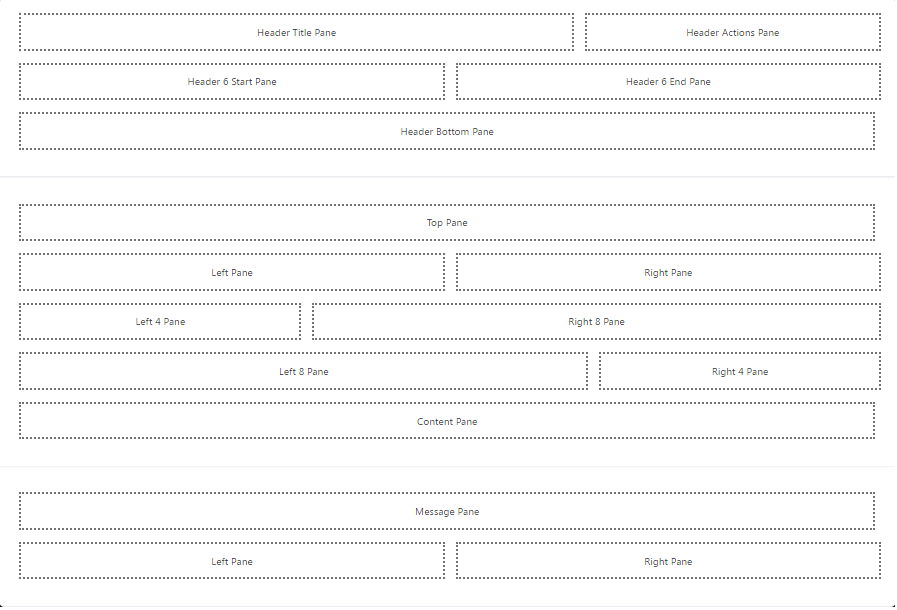 Header Title Pane
Header Actions Pane
Header 6 Start Pane
Header 6 End Pane
Header Bottom Pane
Top Pane
Left Pane
Right Pane
Left 4 Pane
Right 8 Pane
Left 8 Pane
Right 4 Pane
Content Pane
Message Pane
Left Pane
Right Pane